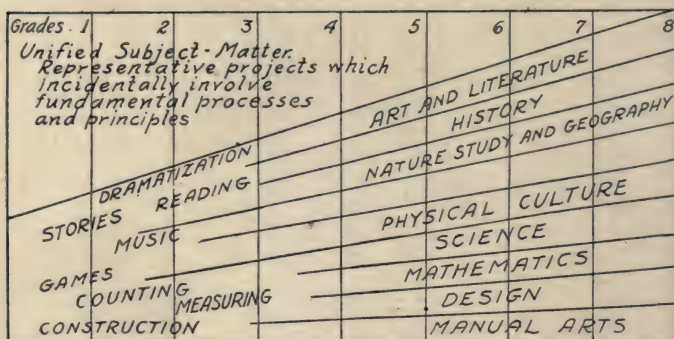 Grades. 1 2 3 4 5 6 7 8
Unified Subject-Matter.
Representative projects which
incidentally involve
fundamental processes
and principles
ART AND LITERATURE
HISTORY
NATURE STUDY AND GEOGRAPHY
DRAMATIZATION
READING
STORIES
MUSIC
PHYSICAL CULTURE
SCIENCE
GAMES
COUNTING
MATHEMATICS
MEASURING
DESIGN
CONSTRUCTION
MANUAL ARTS